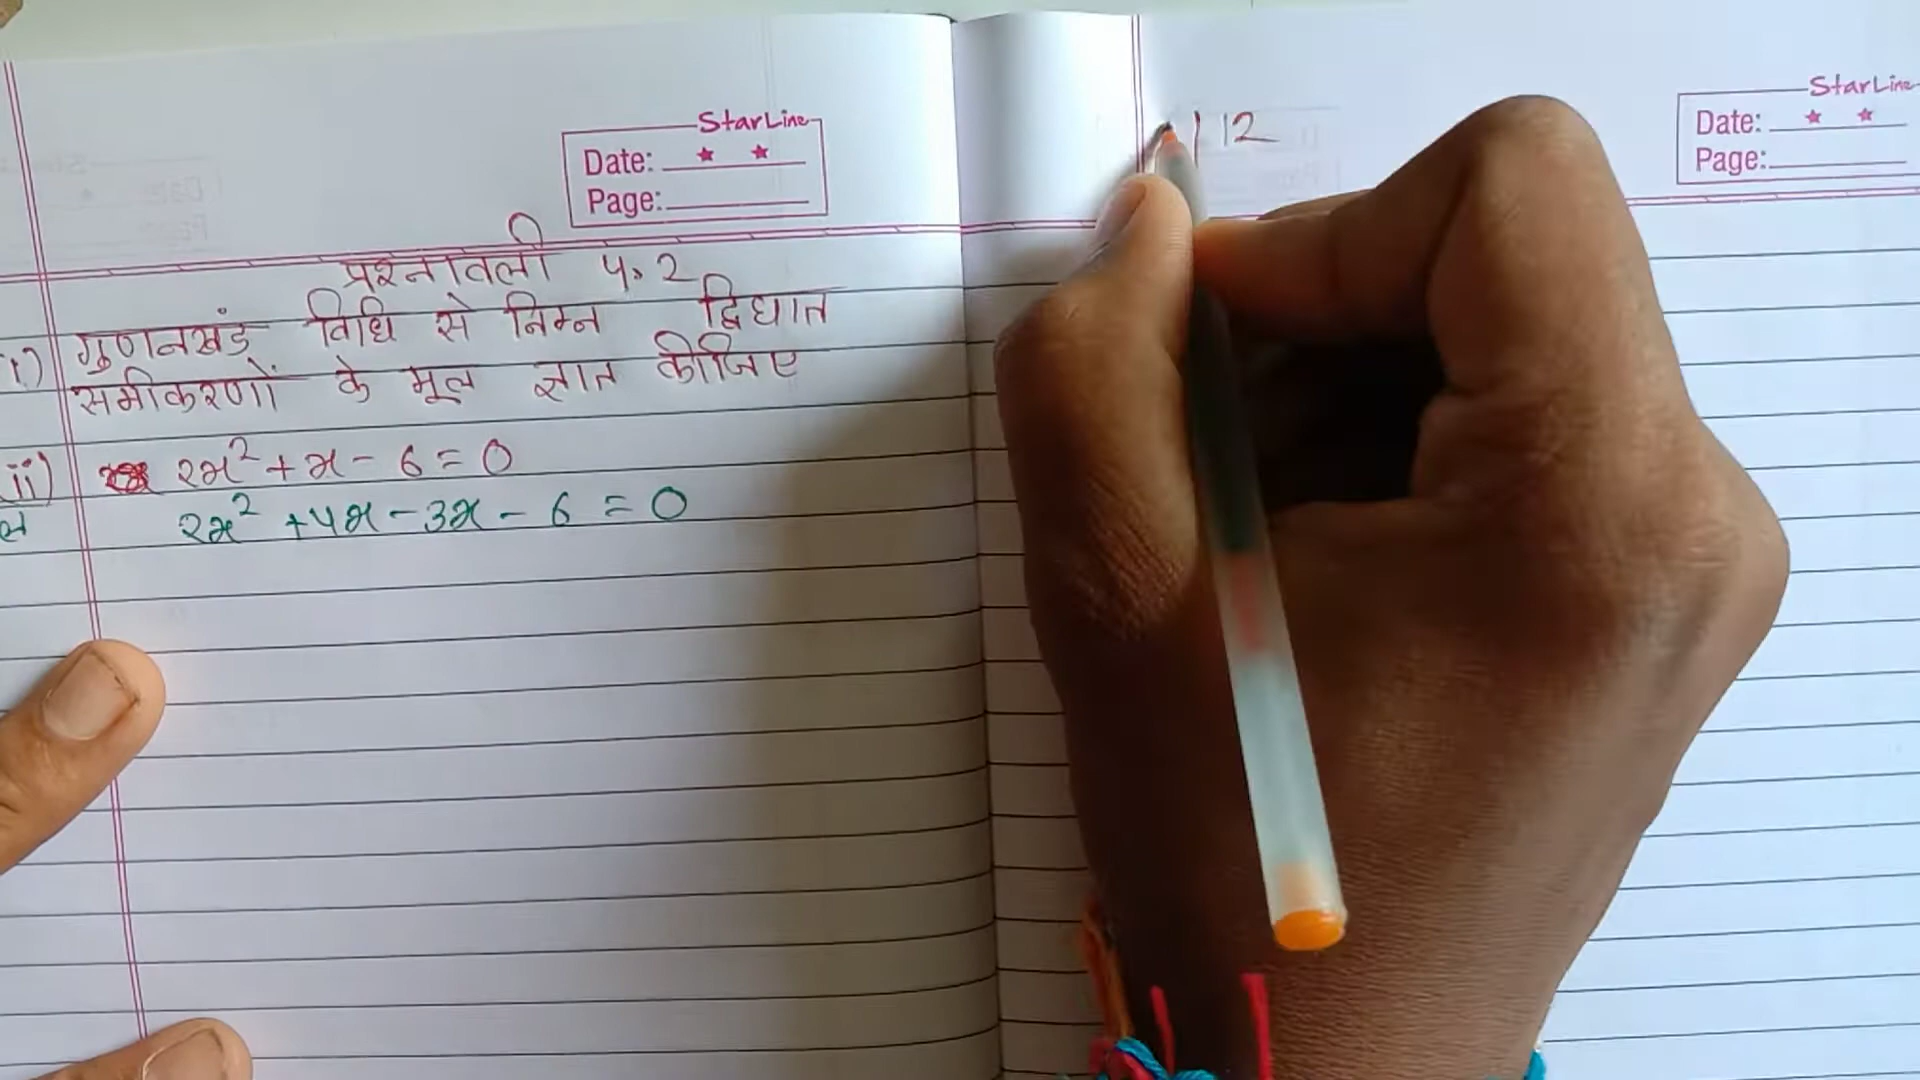 StarLine
Date:
Page:
प्रश्नावली 4.2
1) गुणनखंड विधि से निम्न द्विघात
समीकरणों के मूल ज्ञात कीजिए
(ii) 2x² + x - 6 = 0
2x² + 4x - 3x - 6 = 0
12
StarLine
Date:
Page: